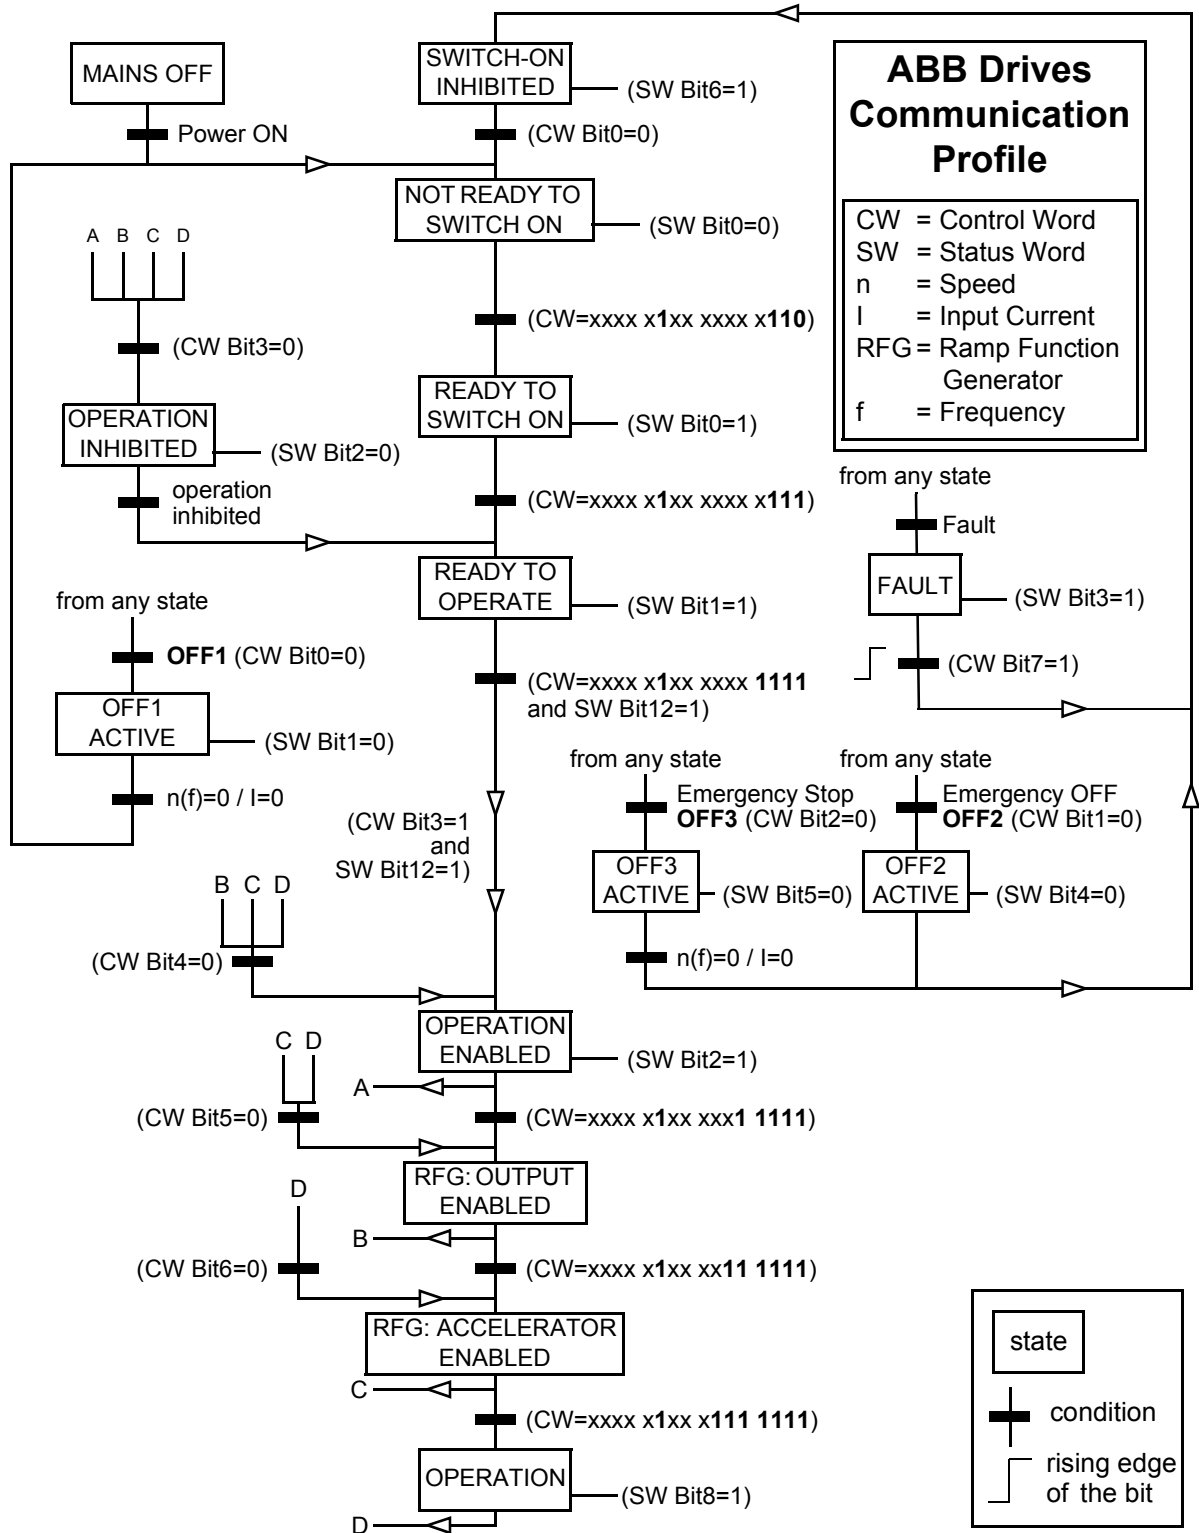 MAINS OFF
Power ON
SWITCH-ON
INHIBITED
(SW Bit6=1)
(CW Bit0=0)
ABB Drives
Communication
Profile
CW = Control Word
SW = Status Word
n = Speed
I = Input Current
RFG = Ramp Function
Generator
f = Frequency
NOT READY TO
SWITCH ON
(SW Bit0=0)
A B C D
(CW Bit3=0)
(CW=xxxx x1xx xxxx x110)
OPERATION
INHIBITED
(SW Bit2=0)
operation
inhibited
READY TO
SWITCH ON
(SW Bit0=1)
(CW=xxxx x1xx xxxx x111)
from any state
Fault
FAULT
(SW Bit3=1)
(CW Bit7=1)
READY TO
OPERATE
(SW Bit1=1)
from any state
OFF1 (CW Bit0=0)
OFF1
ACTIVE
(SW Bit1=0)
n(f)=0 / I=0
(CW=xxxx x1xx xxxx 1111
and SW Bit12=1)
(CW Bit3=1
and
SW Bit12=1)
from any state
Emergency Stop
OFF3 (CW Bit2=0)
OFF3
ACTIVE
(SW Bit5=0)
n(f)=0 / I=0
from any state
Emergency OFF
OFF2 (CW Bit1=0)
OFF2
ACTIVE
(SW Bit4=0)
B C D
(CW Bit4=0)
OPERATION
ENABLED
(SW Bit2=1)
C D
A
(CW Bit5=0)
(CW=xxxx x1xx xxx1 1111)
RFG: OUTPUT
ENABLED
D
B
(CW Bit6=0)
(CW=xxxx x1xx xx11 1111)
RFG: ACCELERATOR
ENABLED
C
(CW=xxxx x1xx x111 1111)
OPERATION
(SW Bit8=1)
D
state
condition
rising edge
of the bit